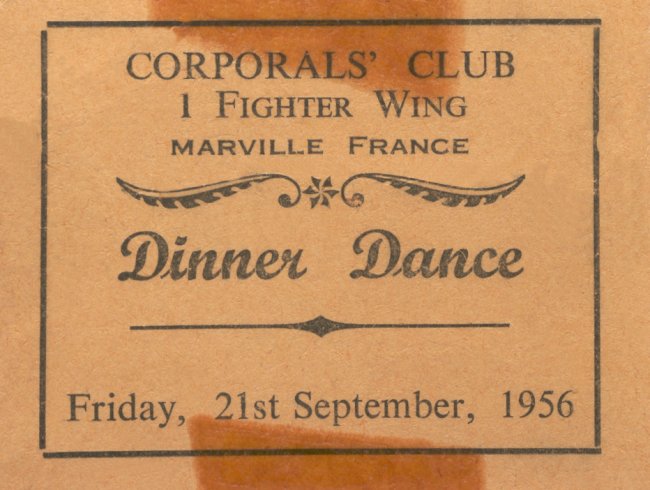 CORPORALS' CLUB
1 FIGHTER WING
MARVILLE FRANCE
Dinner Dance
Friday, 21st September, 1956